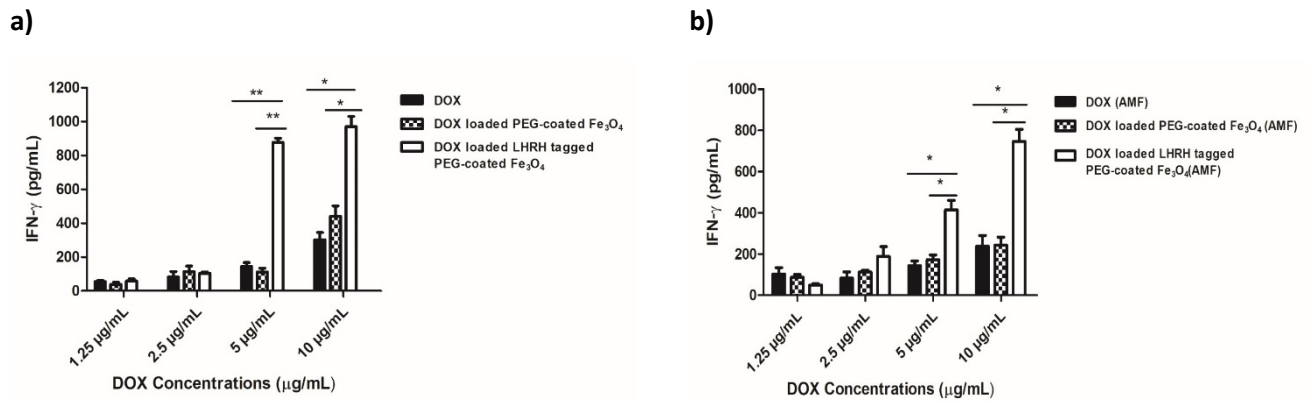 a)
IFN-γ (pg/mL)
1200
1000
800
600
400
200
0
**
**
*
*
DOX
DOX loaded PEG-coated Fe₃O₄
DOX loaded LHRH tagged
PEG-coated Fe₃O₄
1.25 µg/mL
2.5 µg/mL
5 µg/mL
10 µg/mL
DOX Concentrations (µg/mL)
b)
IFN-γ (pg/mL)
1000
800
600
400
200
0
*
*
*
*
DOX (AMF)
DOX loaded PEG-coated Fe₃O₄ (AMF)
DOX loaded LHRH tagged
PEG-coated Fe₃O₄(AMF)
1.25 µg/mL
2.5 µg/mL
5 µg/mL
10 µg/mL
DOX Concentrations (µg/mL)